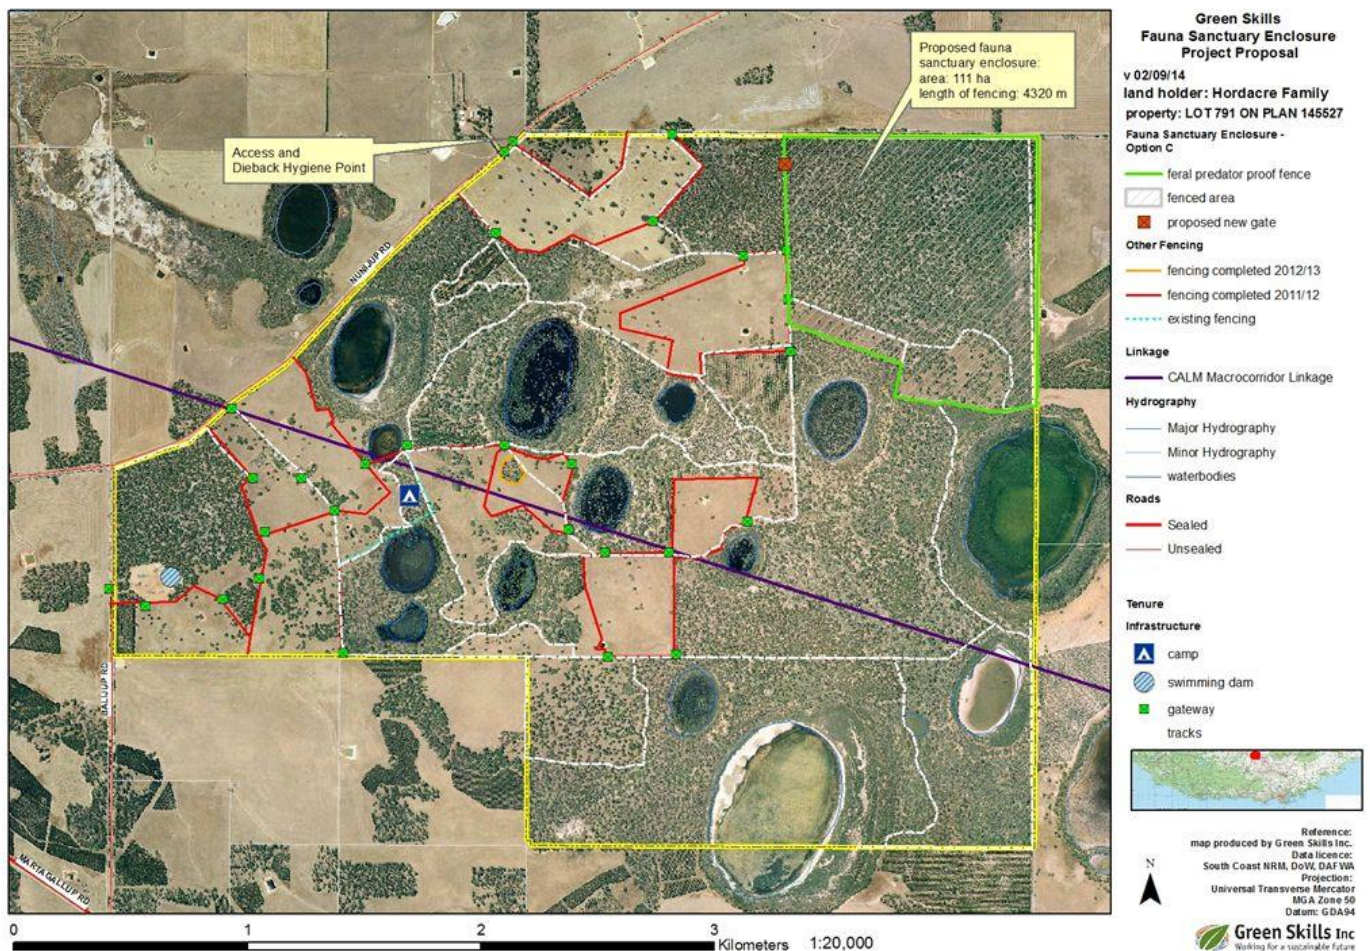 Green Skills
Fauna Sanctuary Enclosure
Project Proposal
v 02/09/14
land holder: Hordacre Family
property: LOT 791 ON PLAN 145527
Fauna Sanctuary Enclosure -
Option C
feral predator proof fence
fenced area
proposed new gate
Other Fencing
fencing completed 2012/13
fencing completed 2011/12
existing fencing
Linkage
CALM Macrocorridor Linkage
Hydrography
Major Hydrography
Minor Hydrography
waterbodies
Roads
Sealed
Unsealed
Tenure
Infrastructure
camp
swimming dam
gateway
tracks
Reference:
map produced by Green Skills Inc.
Data licence:
South Coast NRM, DoW, DAFWA
Projection:
Universal Transverse Mercator
MGA Zone 50
Datum: GDA94
N
Green Skills Inc
Working for a sustainable future
Proposed fauna
sanctuary enclosure:
area: 111 ha
length of fencing: 4320 m
Access and
Dieback Hygiene Point
NUNIJUP RD
BALUUP RD
MARTAGALLUP RD
0 1 2 3
Kilometers 1:20,000